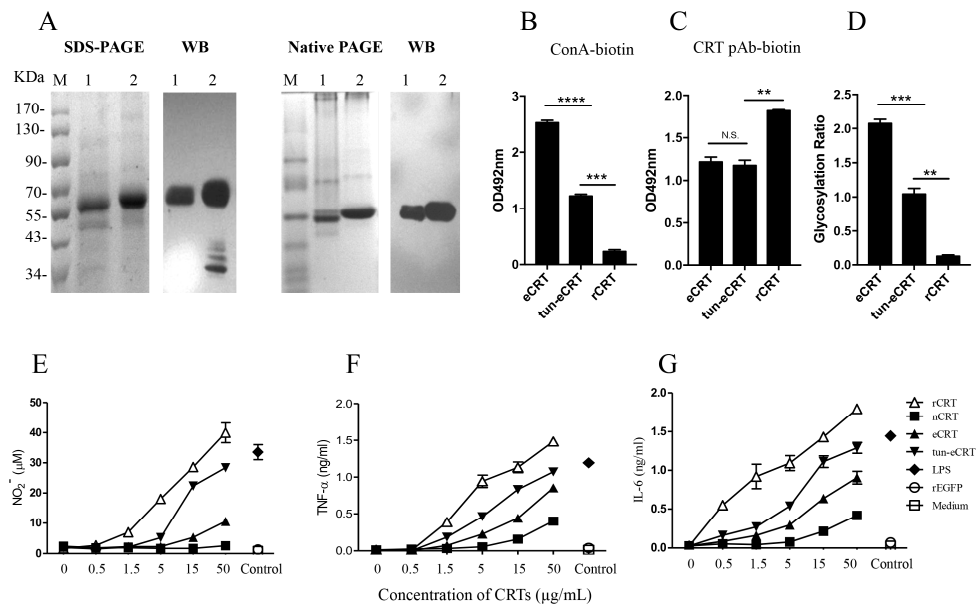 A
SDS-PAGE WB Native PAGE WB
KDa M 1 2 1 2 M 1 2 1 2
170-
130-
90-
70-
55-
43-
34-
B
ConA-biotin
OD492nm
3
2
1
0
****
***
eCRT tun-eCRT rCRT
C
CRT pAb-biotin
OD492nm
2.0
1.5
1.0
0.5
0.0
N.S.
**
eCRT tun-eCRT rCRT
D
Glycosylation Ratio
2.5
2.0
1.5
1.0
0.5
0.0
***
**
eCRT tun-eCRT rCRT
E
NO₂⁻ (μM)
50
40
30
20
10
0
0 0.5 1.5 5 15 50 Control
F
TNF-α (ng/ml)
2.0
1.5
1.0
0.5
0.0
0 0.5 1.5 5 15 50 Control
G
IL-6 (ng/ml)
2.0
1.5
1.0
0.5
0.0
0 0.5 1.5 5 15 50 Control
rCRT
nCRT
eCRT
tun-eCRT
LPS
rEGFP
Medium
Concentration of CRTs (μg/mL)